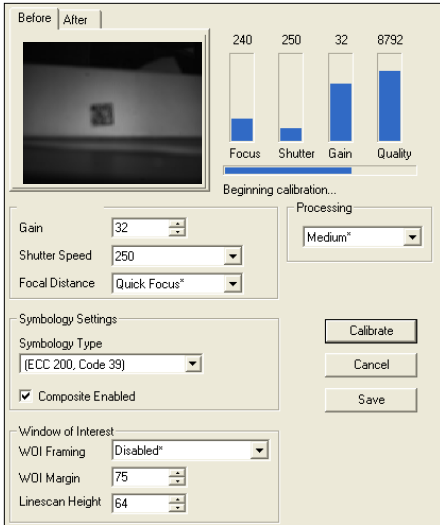 Before After
240 250 32 8792
Focus Shutter Gain Quality
Beginning calibration...
Gain 32
Shutter Speed 250
Focal Distance Quick Focus*
Processing
Medium*
Symbology Settings
Symbology Type
(ECC 200, Code 39)
Composite Enabled
Calibrate
Cancel
Save
Window of Interest
WOI Framing Disabled*
WOI Margin 75
Linescan Height 64